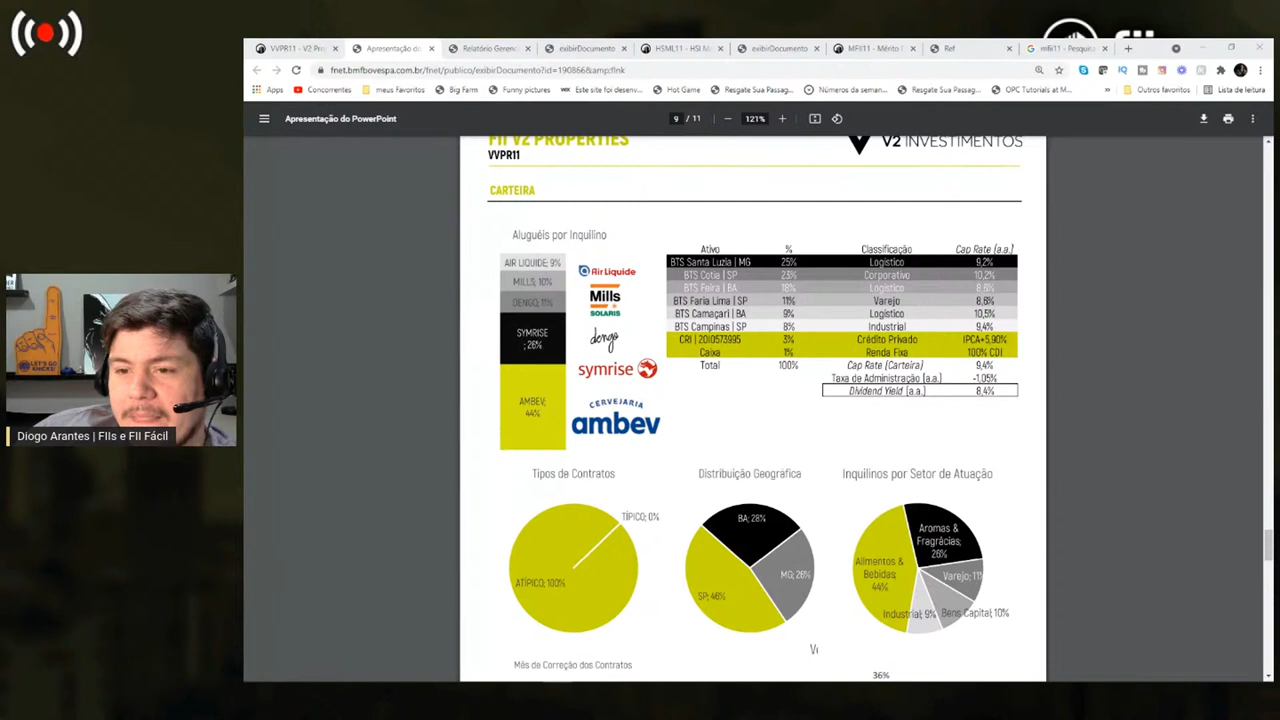 fii
VVPR11 - V2 Pro
Apresentação do
Relatório Gerenc
exibirDocumento
HSML11 - HSI M
exibirDocumento
MFII11 - Mérito D
Ref
mfii11 - Pesquisa
fnet.bmfbovespa.com.br/fnet/publico/exibirDocumento?id=190866&amp;flnk
Apps
Concorrentes
meus Favoritos
Big Farm
Funny pictures
Este site foi desenv...
Hot Game
Resgate Sua Passag...
Números da seman...
Resgate Sua Passag...
OPC Tutorials at M...
Outros favoritos
Lista de leitura
Apresentação do PowerPoint
9 / 11
121%
FII V2 PROPERTIES
VVPR11
V2 INVESTIMENTOS
CARTEIRA
Aluguéis por Inquilino
AIR LIQUIDE; 9%
MILLS; 10%
DENGO; 11%
SYMRISE
; 26%
AMBEV;
44%
Air Liquide
Mills
SOLARIS
dengo
symrise
CERVEJARIA
ambev
Ativo % Classificação Cap Rate (a.a.)
BTS Santa Luzia | MG 25% Logístico 9,2%
BTS Cotia | SP 23% Corporativo 10,2%
BTS Feira | BA 18% Logístico 8,6%
BTS Faria Lima | SP 11% Varejo 8,6%
BTS Camaçari | BA 9% Logístico 10,5%
BTS Campinas | SP 8% Industrial 9,4%
CRI | 20I0573995 3% Crédito Privado IPCA+5,90%
Caixa 1% Renda Fixa 100% CDI
Total 100% Cap Rate (Carteira) 9,4%
Taxa de Administração (a.a.) -1,05%
Dividend Yield (a.a.) 8,4%
Tipos de Contratos
TÍPICO; 0%
ATÍPICO; 100%
Distribuição Geográfica
BA; 28%
MG; 26%
SP; 46%
Inquilinos por Setor de Atuação
Aromas &
Fragrâcias;
26%
Alimentos &
Bebidas;
44%
Varejo; 11%
Industrial; 9%
Bens Capital; 10%
Mês de Correção dos Contratos
36%
LET'S GO
KNICKS!
Diogo Arantes | FIIs e FII Fácil